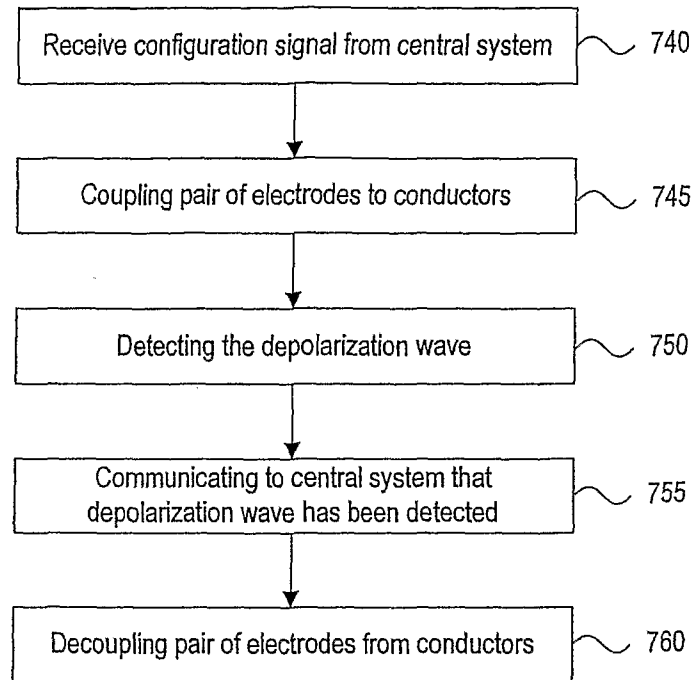 Receive configuration signal from central system 740
Coupling pair of electrodes to conductors 745
Detecting the depolarization wave 750
Communicating to central system that
depolarization wave has been detected 755
Decoupling pair of electrodes from conductors 760